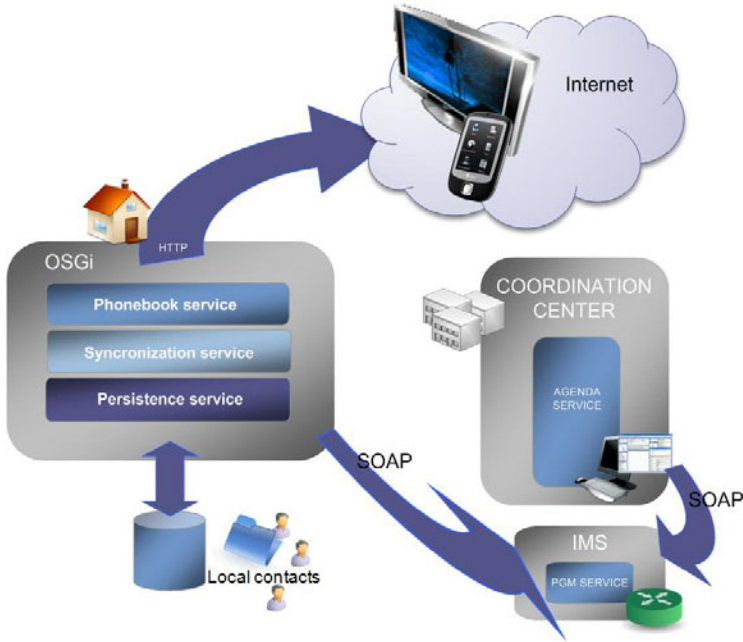 Internet
HTTP
OSGi
Phonebook service
Syncronization service
Persistence service
COORDINATION
CENTER
AGENDA
SERVICE
SOAP
SOAP
Local contacts
IMS
PGM SERVICE